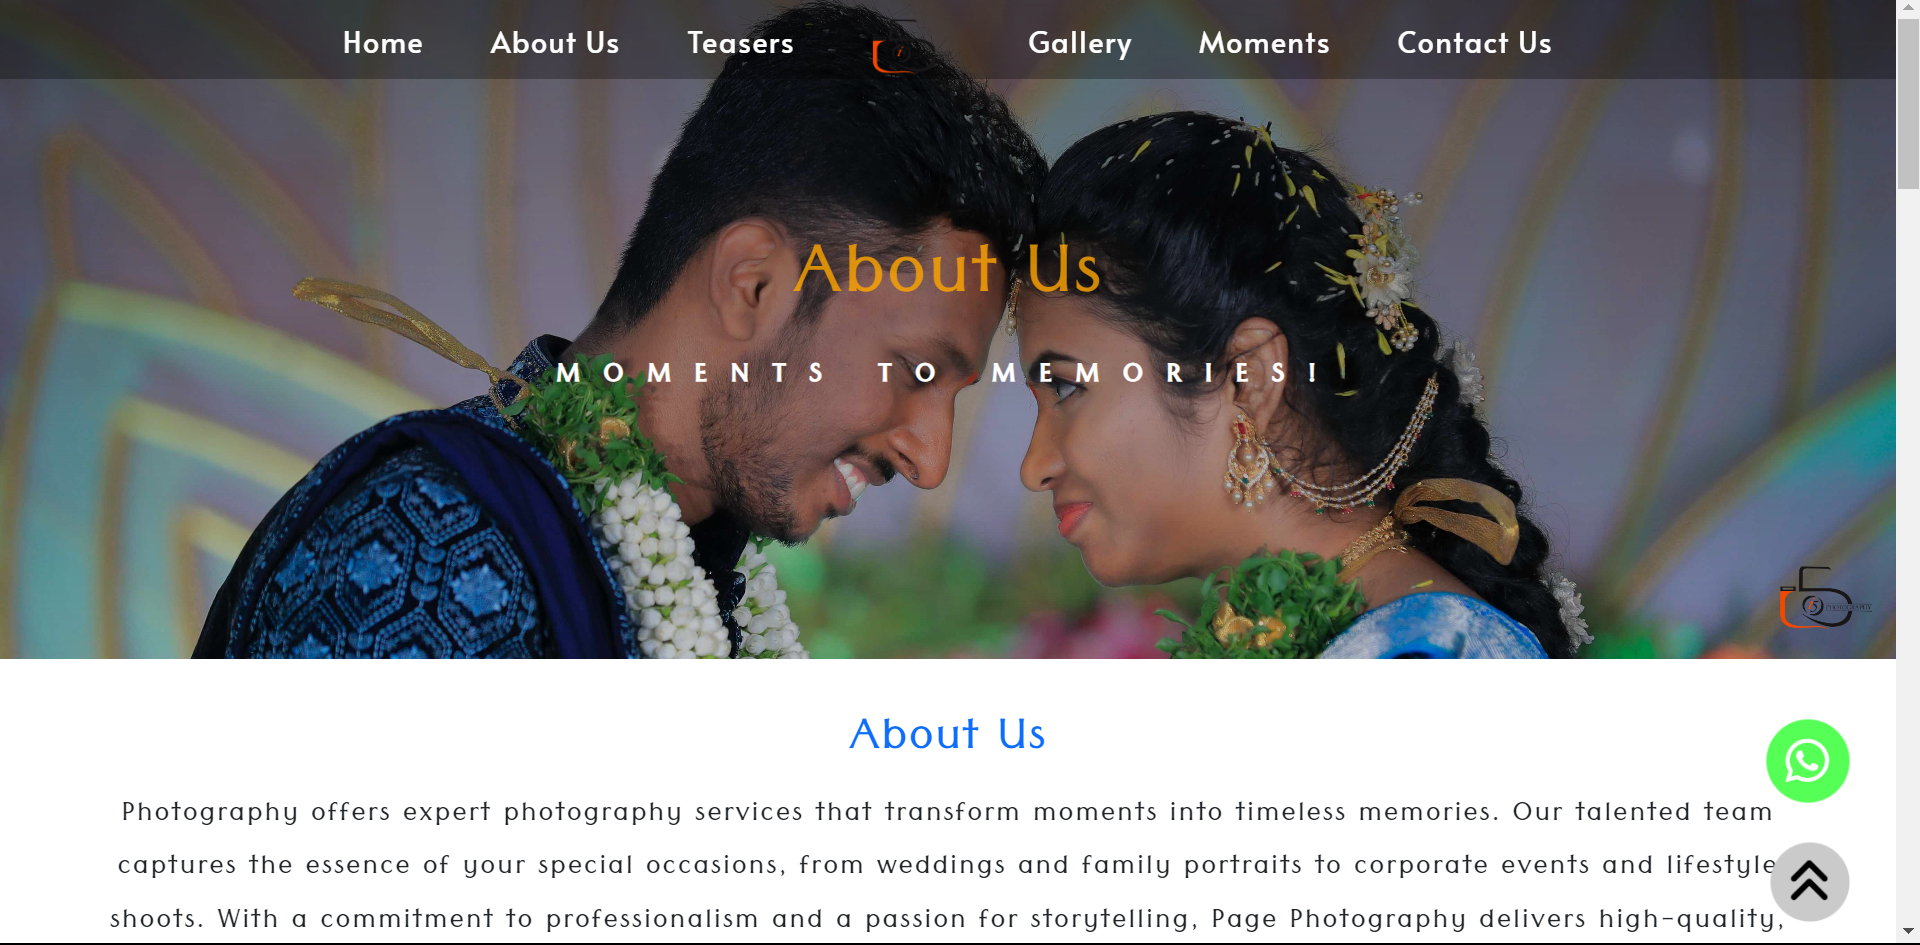 Home About Us Teasers Gallery Moments Contact Us
About Us
MOMENTS TO MEMORIES!
About Us
Photography offers expert photography services that transform moments into timeless memories. Our talented team
captures the essence of your special occasions, from weddings and family portraits to corporate events and lifestyle
shoots. With a commitment to professionalism and a passion for storytelling, Page Photography delivers high-quality,